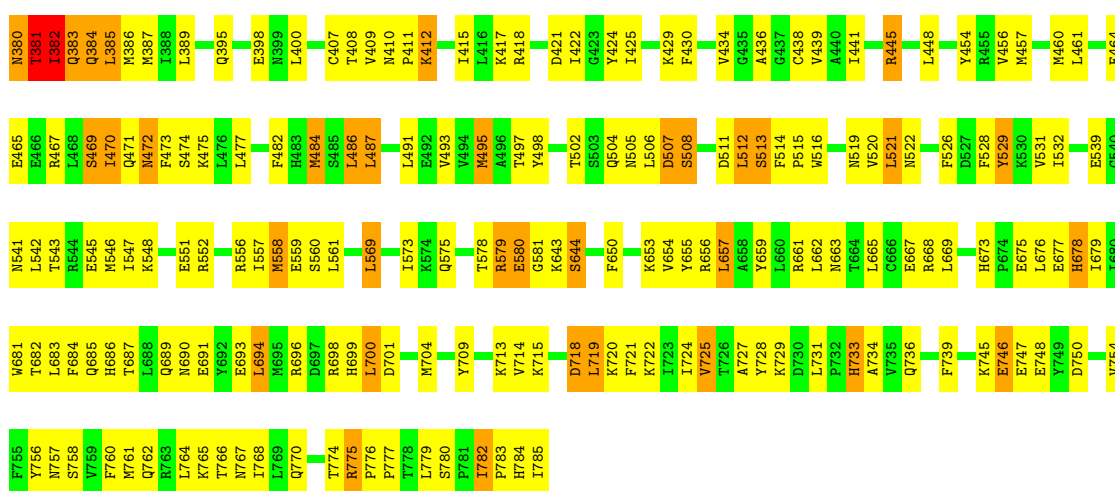 N380 T381 I382 Q383 Q384 L385 M386 M387 I388 L389 Q395 E398 N399 L400 C407 T408 V409 N410 P411 K412 I415 L416 K417 R418 D421 I422 G423 Y424 I425 K429 F430 V434 G435 A436 G437 C438 V439 A440 I441 R445 L448 Y454 R455 V456 M457 M460 L461
E465 E466 R467 L468 S469 I470 Q471 N472 F473 S474 K475 L476 L477 F482 H483 M484 S485 L486 L487 L491 E492 V493 V494 M495 A496 T497 Y498 T502 S503 Q504 N505 L506 D507 S508 D511 L512 S513 F514 P515 W516 N519 V520 L521 N522 F526 D527 F528 V529 K530 V531 I532 E539
N541 L542 T543 R544 E545 M546 I547 K548 E551 R552 R556 I557 M558 E559 S560 L561 L569 I573 K574 Q575 T578 R579 E580 G581 K643 S644 F650 K653 V654 Y655 R656 L657 A658 Y659 L660 R661 L662 N663 T664 L665 C666 E667 R668 L669 H673 P674 E675 L676 E677 H678 I679
W681 T682 L683 F684 Q685 H686 T687 L688 Q689 N690 E691 Y692 E693 L694 M695 R696 D697 R698 H699 L700 D701 M704 Y709 K713 V714 K715 D718 L719 K720 F721 K722 I723 I724 V725 T726 A727 Y728 K729 D730 L731 P732 H733 A734 V735 Q736 F739 K745 E746 E747 E748 Y749 D750
F755 Y756 N757 S758 V759 F760 M761 Q762 R763 L764 K765 T766 N767 I768 L769 Q770 T774 R775 P776 P777 T778 L779 S780 P781 I782 P783 H784 I785